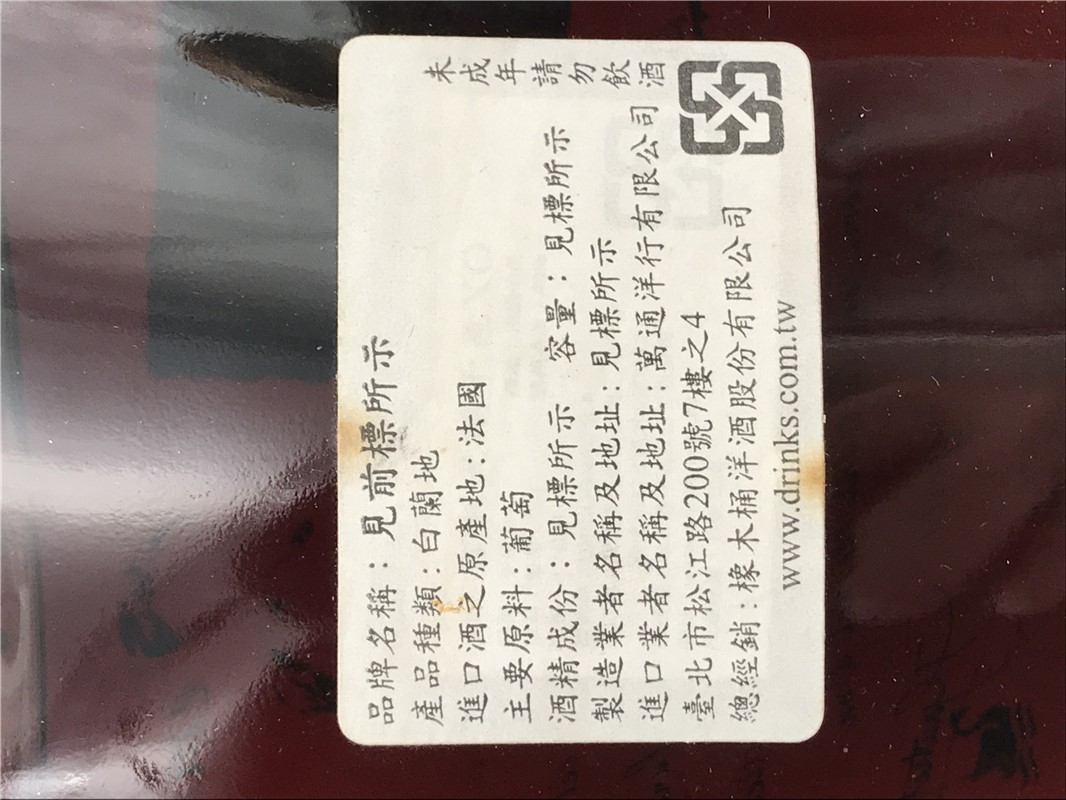 品牌名稱：見前標所示
產品種類：白蘭地
進口酒之原產地：法國
主要原料：葡萄
酒精成份：見標所示 容量：見標所示
製造業者名稱及地址：見標所示
進口業者名稱及地址：萬通洋行有限公司
臺北市松江路200號7樓之4
總經銷：橡木桶洋酒股份有限公司
www.drinks.com.tw
未成年請勿飲酒